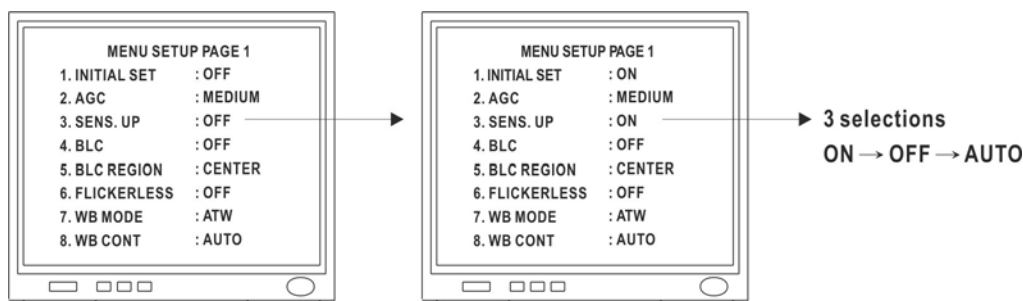 MENU SETUP PAGE 1
1. INITIAL SET : OFF
2. AGC : MEDIUM
3. SENS. UP : OFF
4. BLC : OFF
5. BLC REGION : CENTER
6. FLICKERLESS : OFF
7. WB MODE : ATW
8. WB CONT : AUTO
MENU SETUP PAGE 1
1. INITIAL SET : ON
2. AGC : MEDIUM
3. SENS. UP : ON
4. BLC : OFF
5. BLC REGION : CENTER
6. FLICKERLESS : OFF
7. WB MODE : ATW
8. WB CONT : AUTO
3 selections
ON → OFF → AUTO